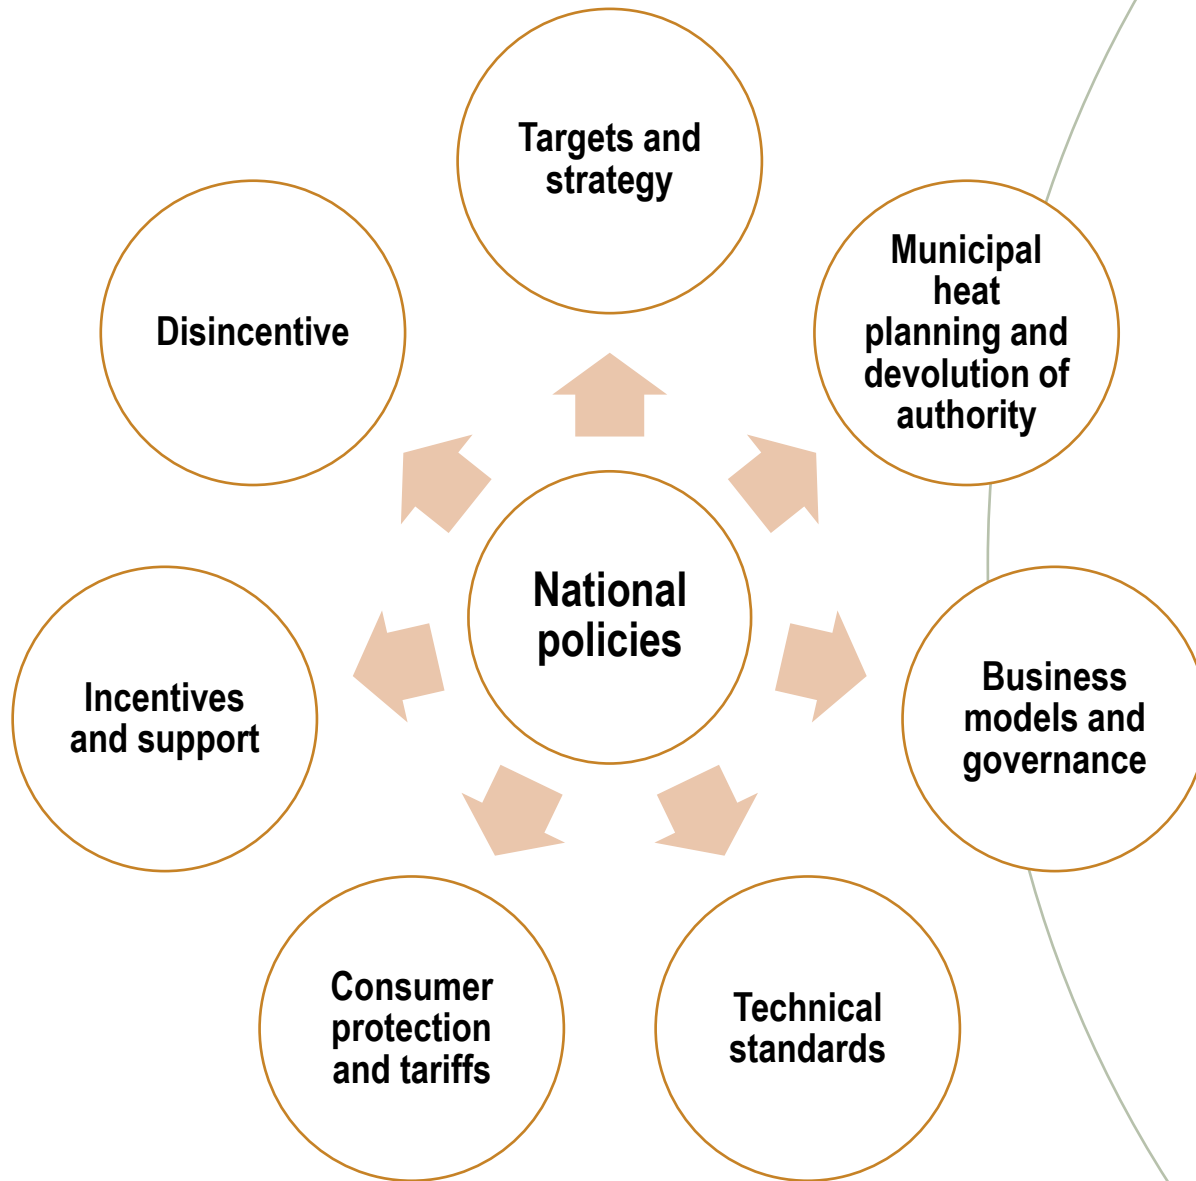 Targets and
strategy
Municipal
heat
planning and
devolution of
authority
Business
models and
governance
Technical
standards
Consumer
protection
and tariffs
Incentives
and support
Disincentive
National
policies